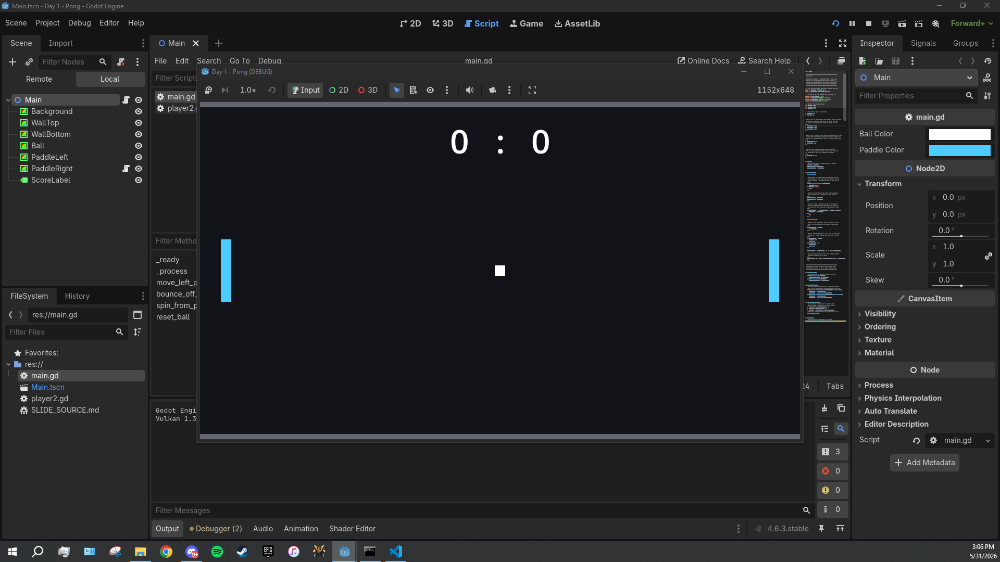 Main.tscn - Day 1 - Pong - Godot Engine
Scene Project Debug Editor Help
2D 3D Script Game AssetLib
Forward+
Scene Import
Filter Nodes
Remote Local
Main
Background
WallTop
WallBottom
Ball
PaddleLeft
PaddleRight
ScoreLabel
FileSystem History
res://main.gd
Filter Files
Favorites:
res://
main.gd
Main.tscn
player2.gd
SLIDE_SOURCE.md
Main
File Edit Search Go To Debug
main.gd
Online Docs Search Help
Filter Scripts
main.gd
player2.g
Filter Metho
_ready
_process
move_left_p
bounce_off_
spin_from_p
reset_ball
Day 1 - Pong (DEBUG)
1.0× Input 2D 3D
1152x648
0 : 0
24 Tabs
Godot Engi
Vulkan 1.3
3
0
0
0
Filter Messages
Output Debugger (2) Audio Animation Shader Editor
4.6.3.stable
Inspector Signals Groups
Main
Filter Properties
main.gd
Ball Color
Paddle Color
Node2D
Transform
Position
x 0.0 px
y 0.0 px
Rotation 0.0 °
Scale
x 1.0
y 1.0
Skew 0.0 °
CanvasItem
Visibility
Ordering
Texture
Material
Node
Process
Physics Interpolation
Auto Translate
Editor Description
Script main.gd
Add Metadata
9+
EPIC GAMES
3:06 PM
5/31/2026